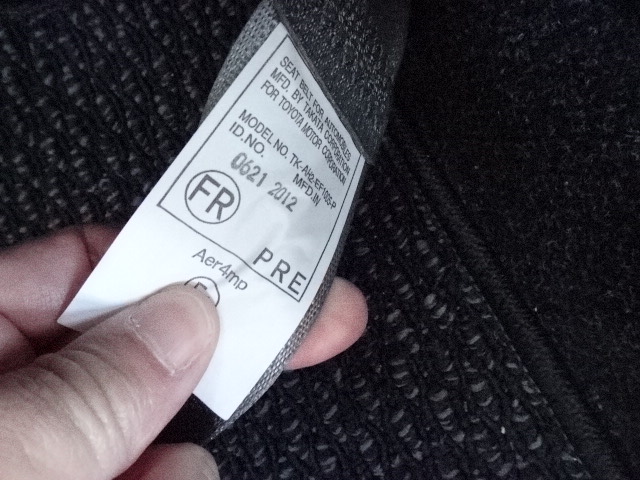 SEAT BELT FOR AUTOMOBILES
MFD. BY TAKATA CORPORATION
FOR TOYOTA MOTOR CORPORATION
MODEL NO. TK-AH2-EF105-P
ID.NO. MFD.IN
0621 2012
FR
PRE
Aer4mp